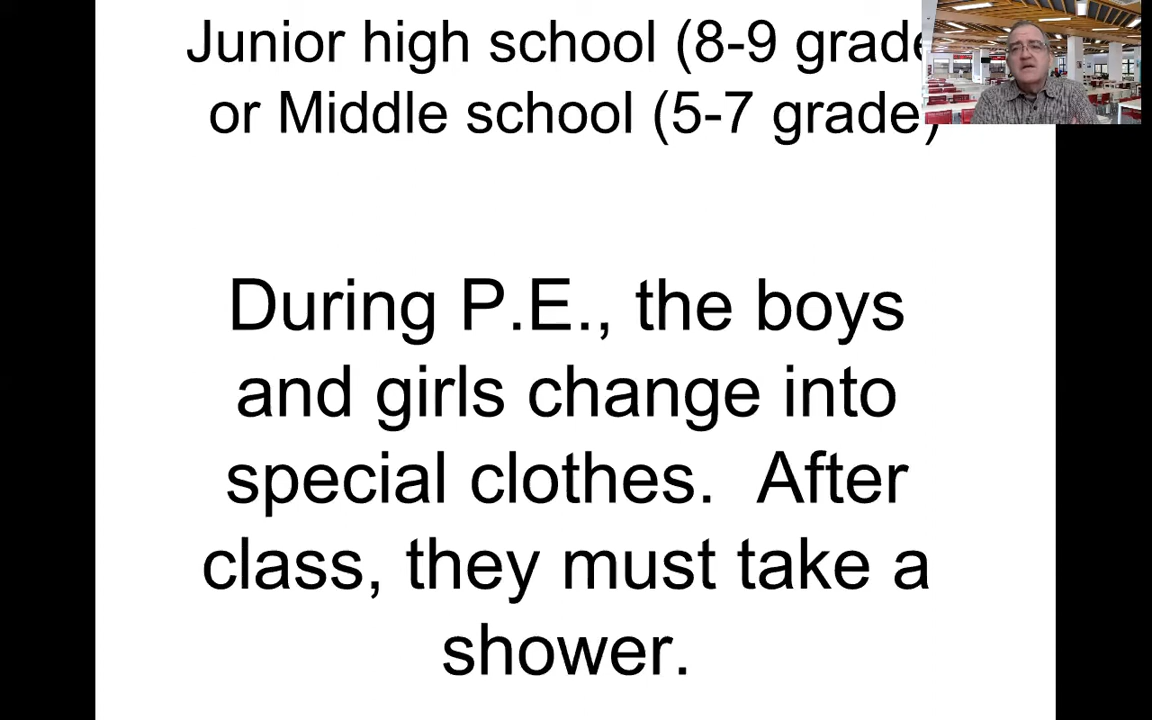 Junior high school (8-9 grade
or Middle school (5-7 grade)
During P.E., the boys
and girls change into
special clothes.  After
class, they must take a
shower.